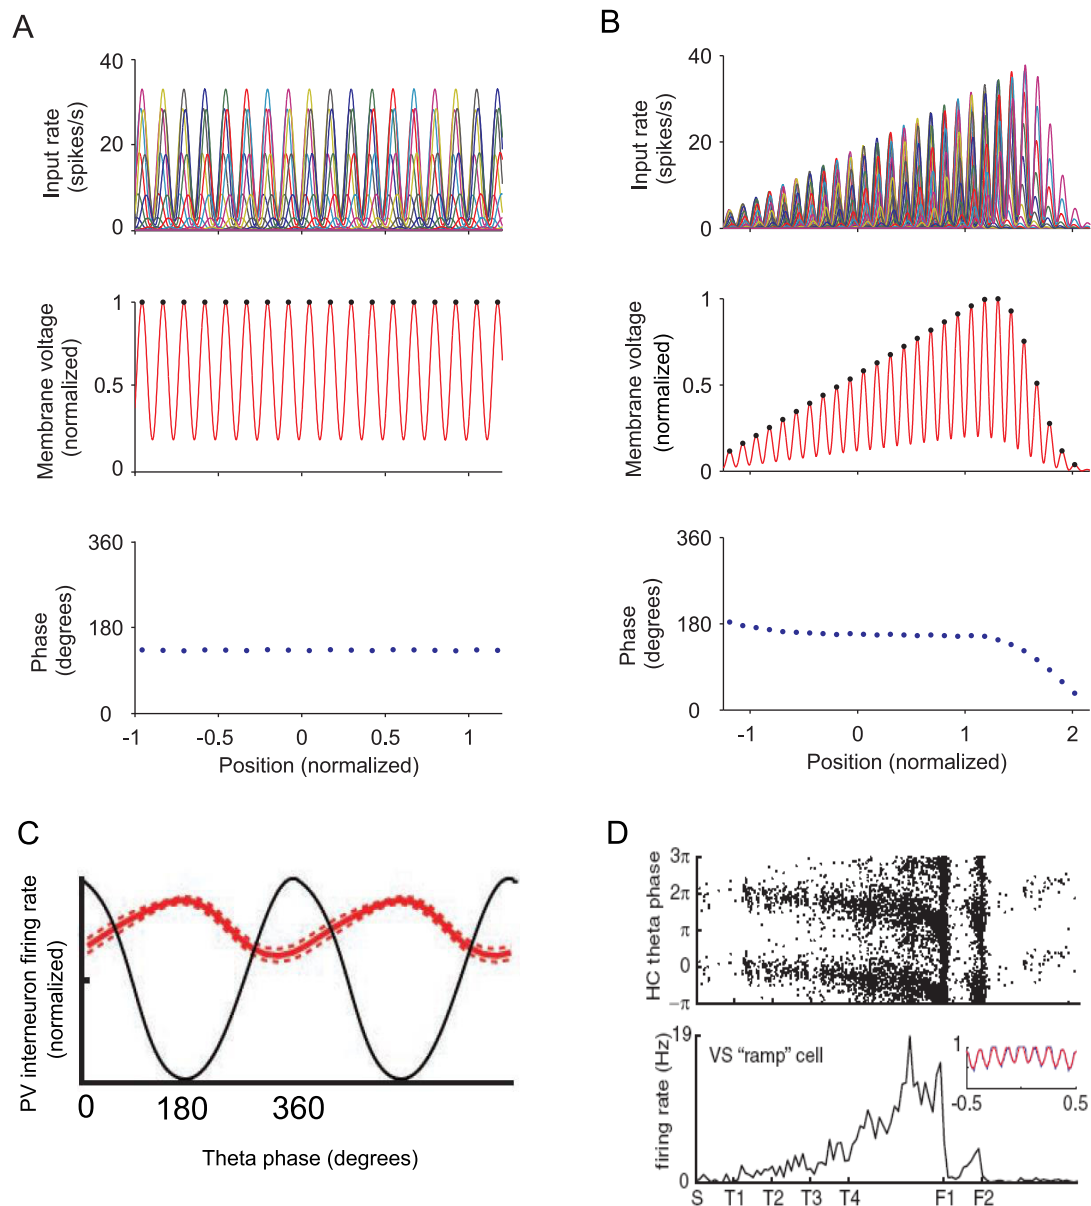 A
Input rate
(spikes/s)
40
20
0
Membrane voltage
(normalized)
1
0.5
0
Phase
(degrees)
360
180
0
-1 -0.5 0 0.5 1
Position (normalized)
B
Input rate
(spikes/s)
40
20
0
Membrane voltage
(normalized)
1
0.5
0
Phase
(degrees)
360
180
0
-1 0 1 2
Position (normalized)
C
PV interneuron firing rate
(normalized)
0 180 360
Theta phase (degrees)
D
HC theta phase
3π
2π
π
0
−π
firing rate (Hz)
19
0
VS "ramp" cell
1
-0.5 0.5
S T1 T2 T3 T4 F1 F2